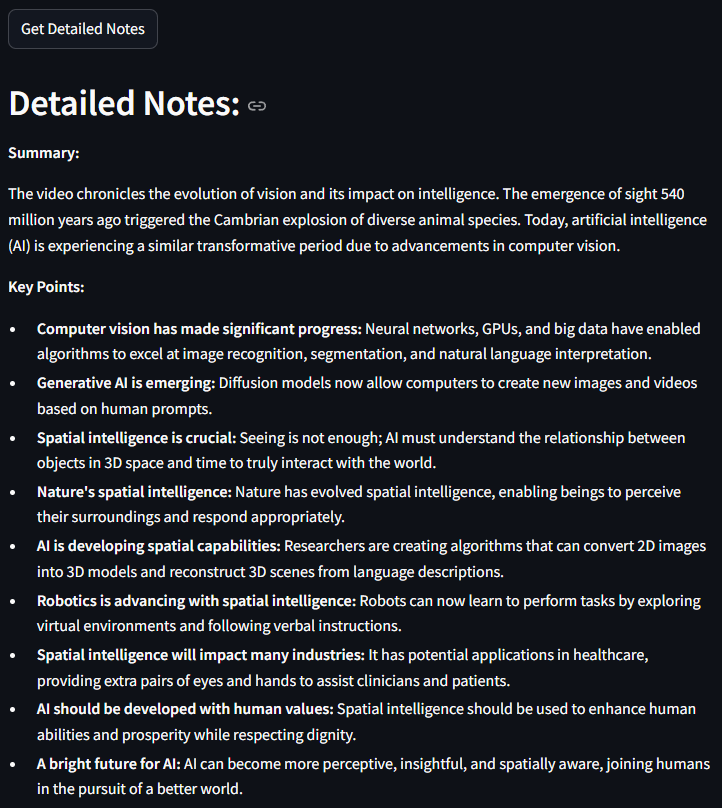 Get Detailed Notes
Detailed Notes:
Summary:
The video chronicles the evolution of vision and its impact on intelligence. The emergence of sight 540
million years ago triggered the Cambrian explosion of diverse animal species. Today, artificial intelligence
(AI) is experiencing a similar transformative period due to advancements in computer vision.
Key Points:
• Computer vision has made significant progress: Neural networks, GPUs, and big data have enabled
algorithms to excel at image recognition, segmentation, and natural language interpretation.
• Generative AI is emerging: Diffusion models now allow computers to create new images and videos
based on human prompts.
• Spatial intelligence is crucial: Seeing is not enough; AI must understand the relationship between
objects in 3D space and time to truly interact with the world.
• Nature's spatial intelligence: Nature has evolved spatial intelligence, enabling beings to perceive
their surroundings and respond appropriately.
• AI is developing spatial capabilities: Researchers are creating algorithms that can convert 2D images
into 3D models and reconstruct 3D scenes from language descriptions.
• Robotics is advancing with spatial intelligence: Robots can now learn to perform tasks by exploring
virtual environments and following verbal instructions.
• Spatial intelligence will impact many industries: It has potential applications in healthcare,
providing extra pairs of eyes and hands to assist clinicians and patients.
• AI should be developed with human values: Spatial intelligence should be used to enhance human
abilities and prosperity while respecting dignity.
• A bright future for AI: AI can become more perceptive, insightful, and spatially aware, joining humans
in the pursuit of a better world.